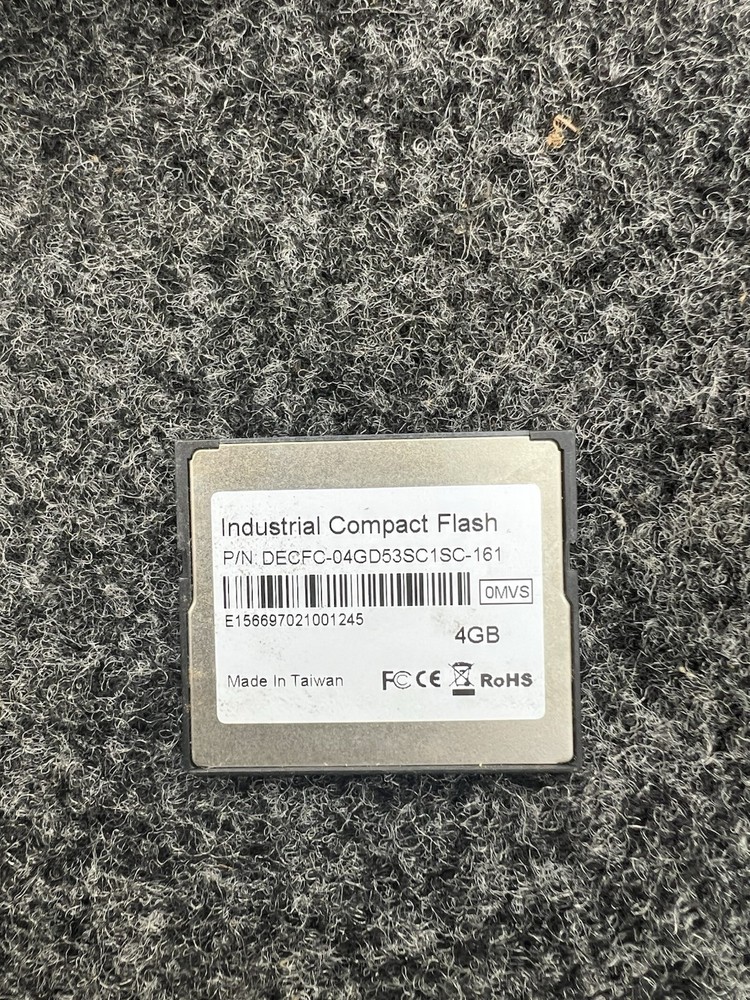 Industrial Compact Flash
P/N: DECFC-04GD53SC1SC-161
0MVS
E156697021001245
4GB
Made In Taiwan FC CE RoHS